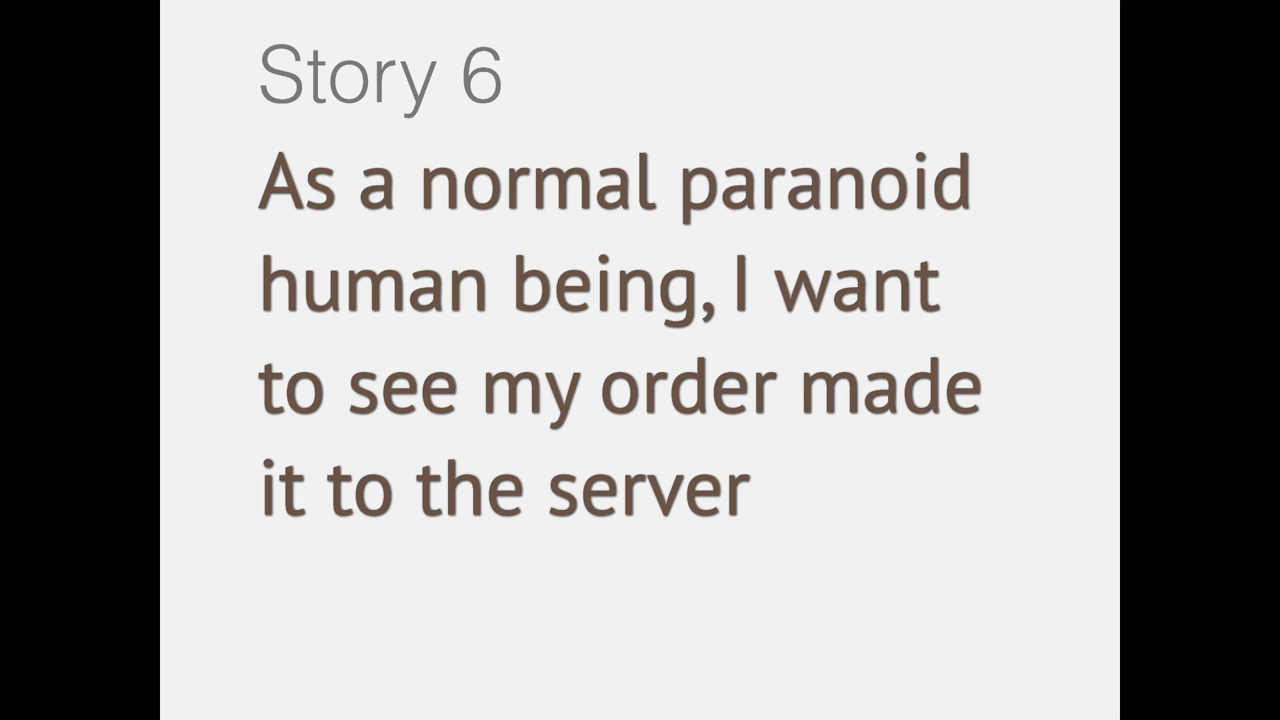 Story 6
As a normal paranoid
human being, I want
to see my order made
it to the server